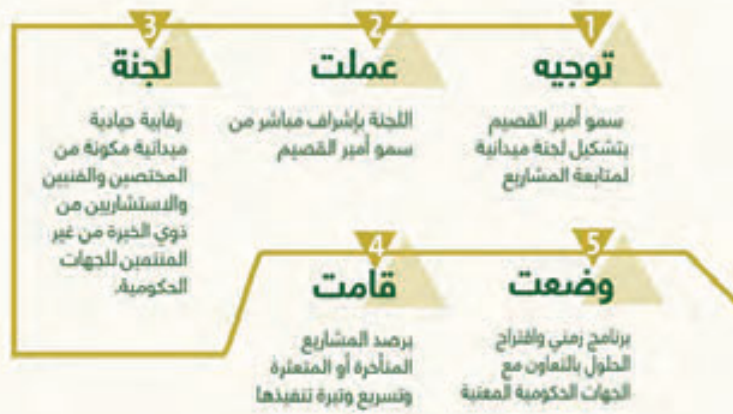 1
توجيه
سمو أمير القصيم
بتشكيل لجنة ميدانية
لمتابعة المشاريع
2
عملت
اللجنة بإشراف مباشر من
سمو أمير القصيم
3
لجنة
رقابية حيادية
ميدانية مكونة من
المختصين والفنيين
والاستشاريين من
ذوي الخبرة من غير
المنتمين للجهات
الحكومية.
4
قامت
برصد المشاريع
المتأخرة أو المتعثرة
وتسريع وتيرة تنفيذها
5
وضعت
برنامج زمني واقتراح
الحلول بالتعاون مع
الجهات الحكومية المعنية